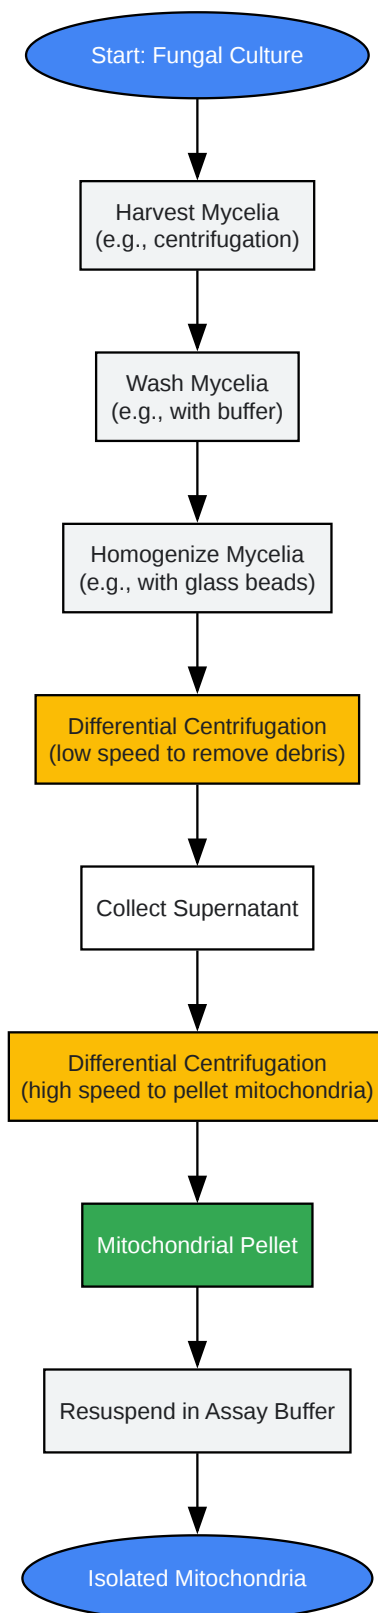 Start: Fungal Culture
Harvest Mycelia
(e.g., centrifugation)
Wash Mycelia
(e.g., with buffer)
Homogenize Mycelia
(e.g., with glass beads)
Differential Centrifugation
(low speed to remove debris)
Collect Supernatant
Differential Centrifugation
(high speed to pellet mitochondria)
Mitochondrial Pellet
Resuspend in Assay Buffer
Isolated Mitochondria